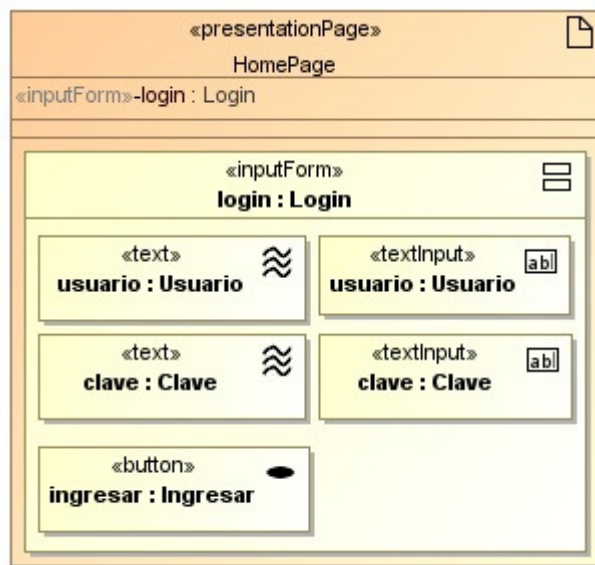 «presentationPage»
HomePage
«inputForm»-login : Login
«inputForm»
login : Login
«text»
usuario : Usuario
«textInput»
usuario : Usuario
abl
«text»
clave : Clave
«textInput»
clave : Clave
abl
«button»
ingresar : Ingresar